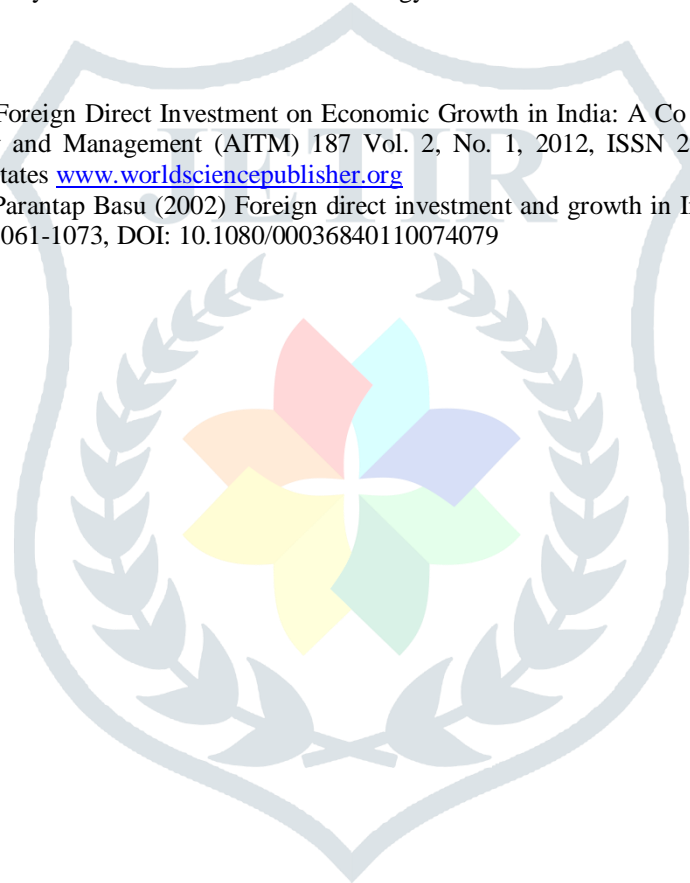 Foreign Direct Investment on Economic Growth in India: A Co
and Management (AITM) 187 Vol. 2, No. 1, 2012, ISSN 2
tates www.worldsciencepublisher.org
Parantap Basu (2002) Foreign direct investment and growth in I
061-1073, DOI: 10.1080/00036840110074079
JETIR